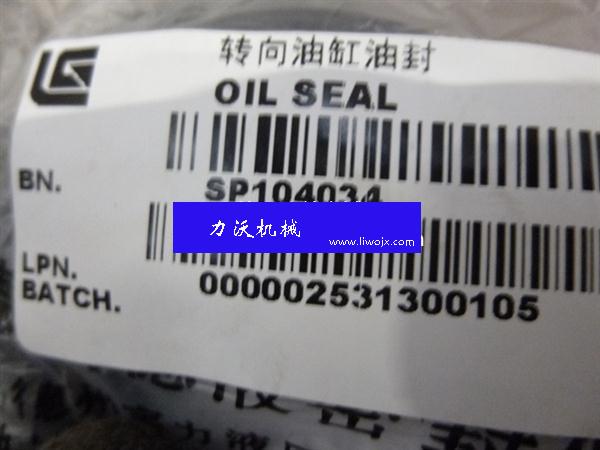 转向油缸油封
OIL SEAL
BN.
SP104034
力沃机械
www.liwojx.com
LPN.
BATCH.
000002531300105